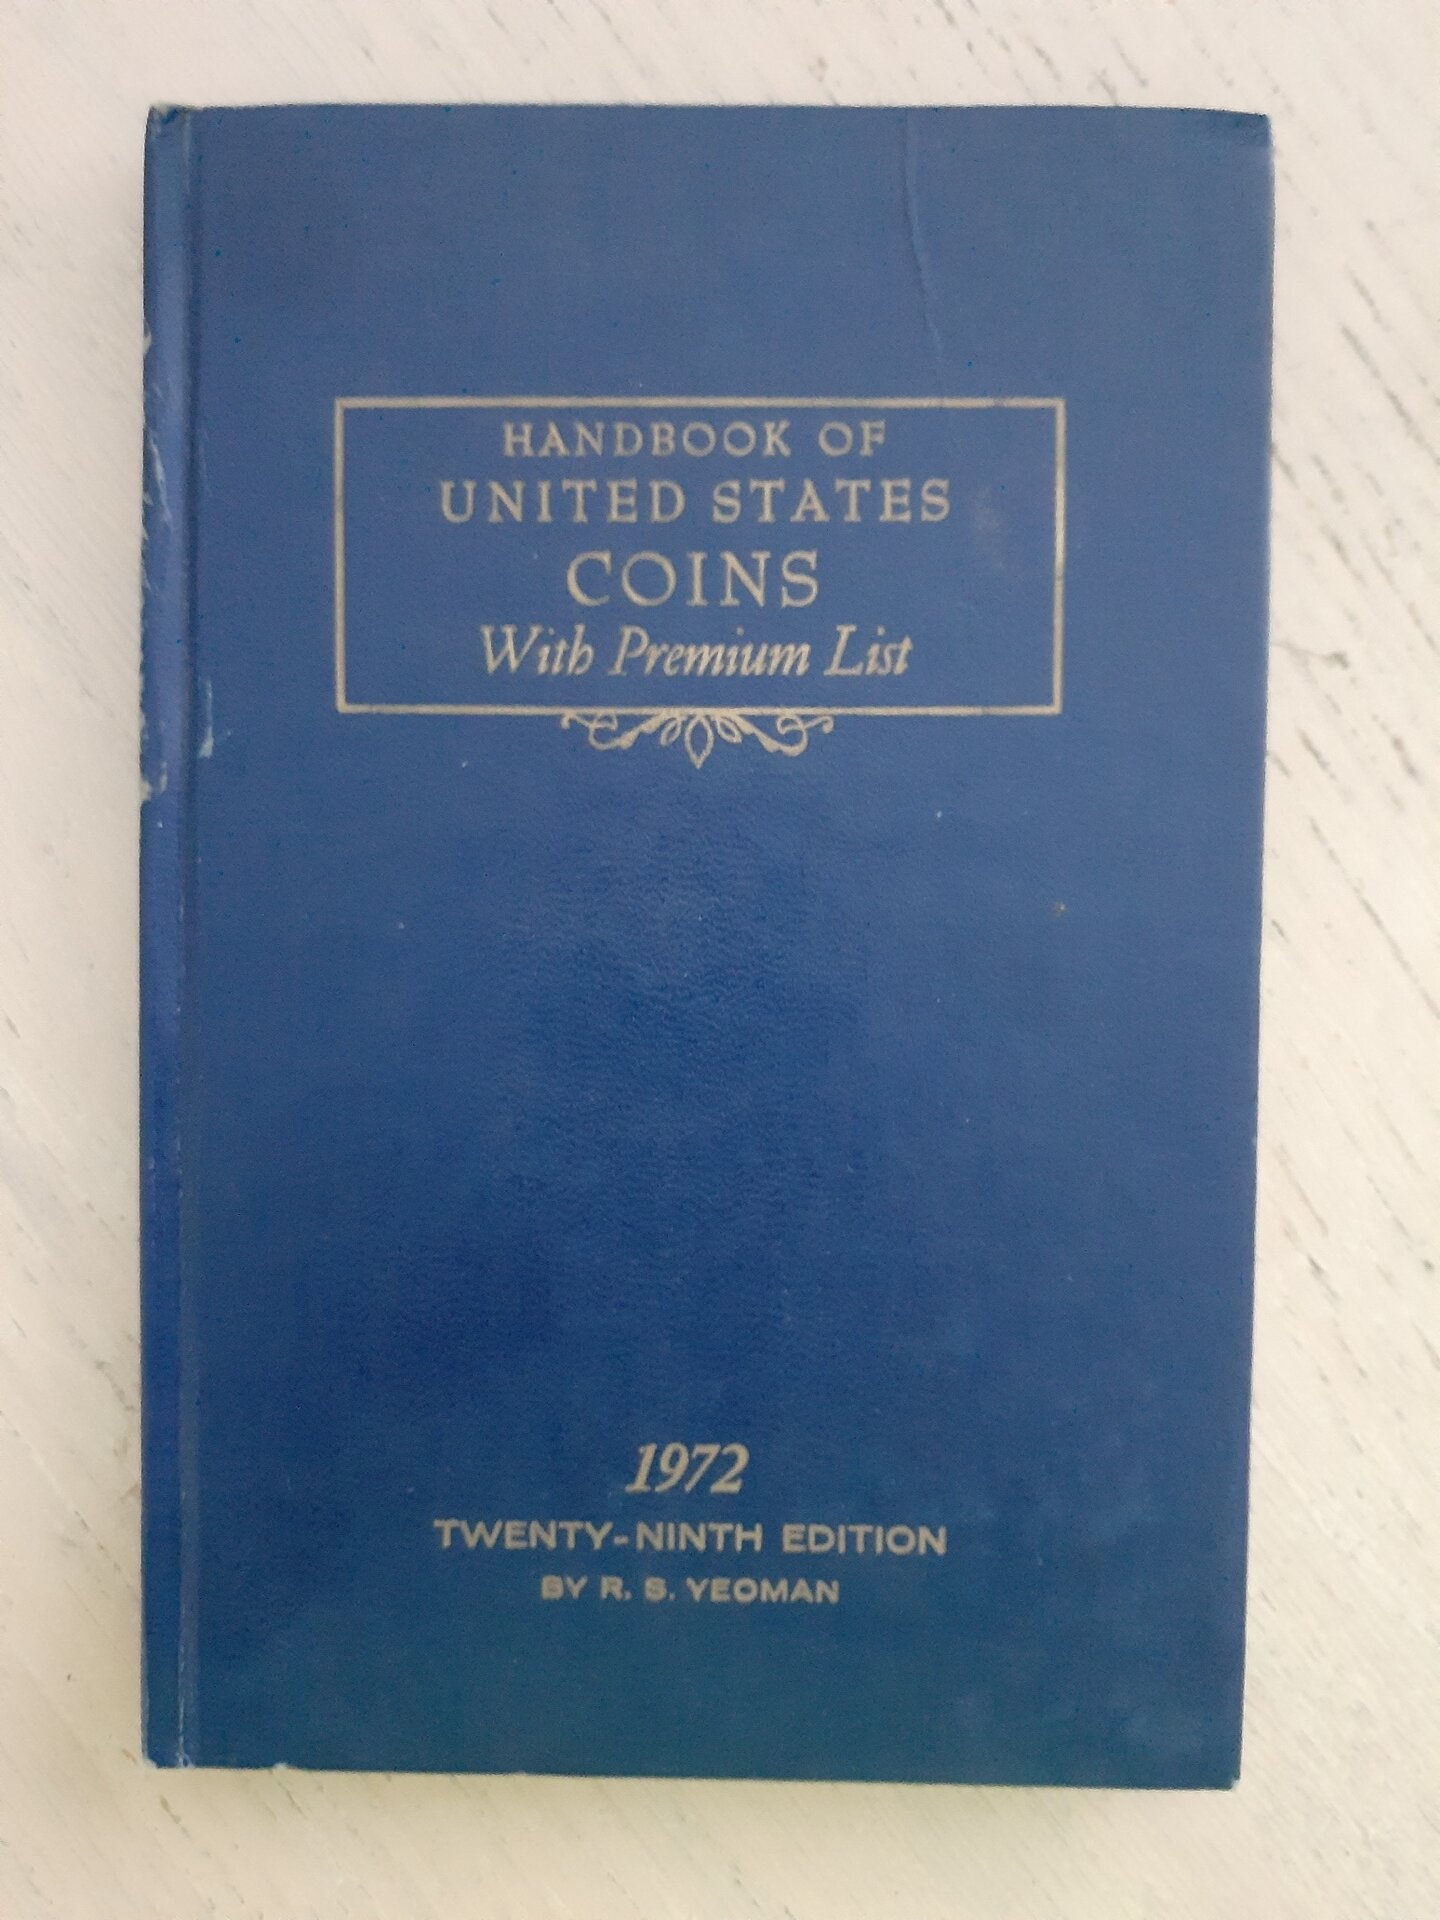 HANDBOOK OF
UNITED STATES
COINS
With Premium List
1972
TWENTY-NINTH EDITION
BY R. S. YEOMAN